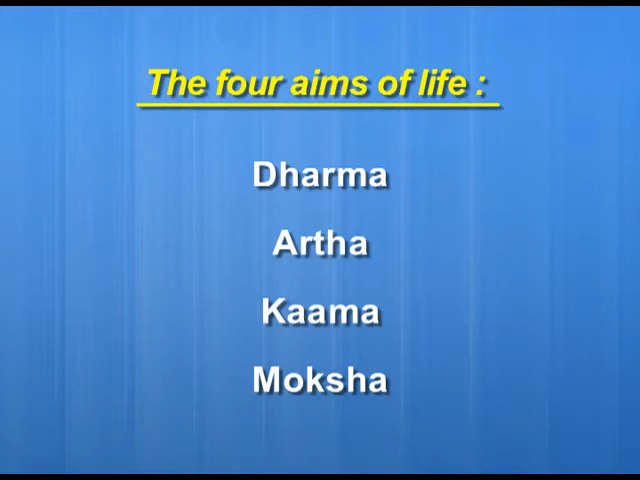 The four aims of life :
Dharma
Artha
Kaama
Moksha